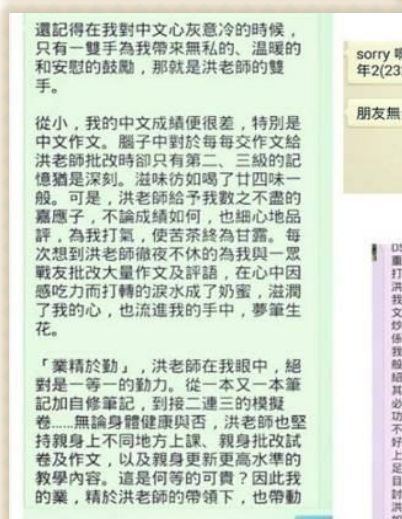 還記得在我對中文心灰意冷的時候，
只有一雙手為我帶來無私的、溫暖的
和安慰的鼓勵，那就是洪老師的雙
手。
從小，我的中文成績便很差，特別是
中文作文。腦子中對於每每交作文給
洪老師批改時卻只有第二、三級的記
憶猶是深刻。滋味彷如喝了廿四味一
般。可是，洪老師給予我數之不盡的
嘉應子，不論成績如何，也細心地品
評，為我打氣，使苦茶終為甘露。每
次想到洪老師徹夜不休的為我與一眾
戰友批改大量作文及評語，在心中因
感吃力而打轉的淚水成了奶蜜，滋潤
了我的心，也流進我的手中，夢筆生
花。
「業精於勤」，洪老師在我眼中，絕
對是一等一的勤力。從一本又一本筆
記加自修筆記，到接二連三的模擬
卷......無論身體健康與否，洪老師也堅
持親身上不同地方上課、親身批改試
卷及作文，以及親身更新更高水準的
教學內容。這是何等的可貴？因此我
的業，精於洪老師的帶領下，也帶動
sorry
年2(23
朋友無